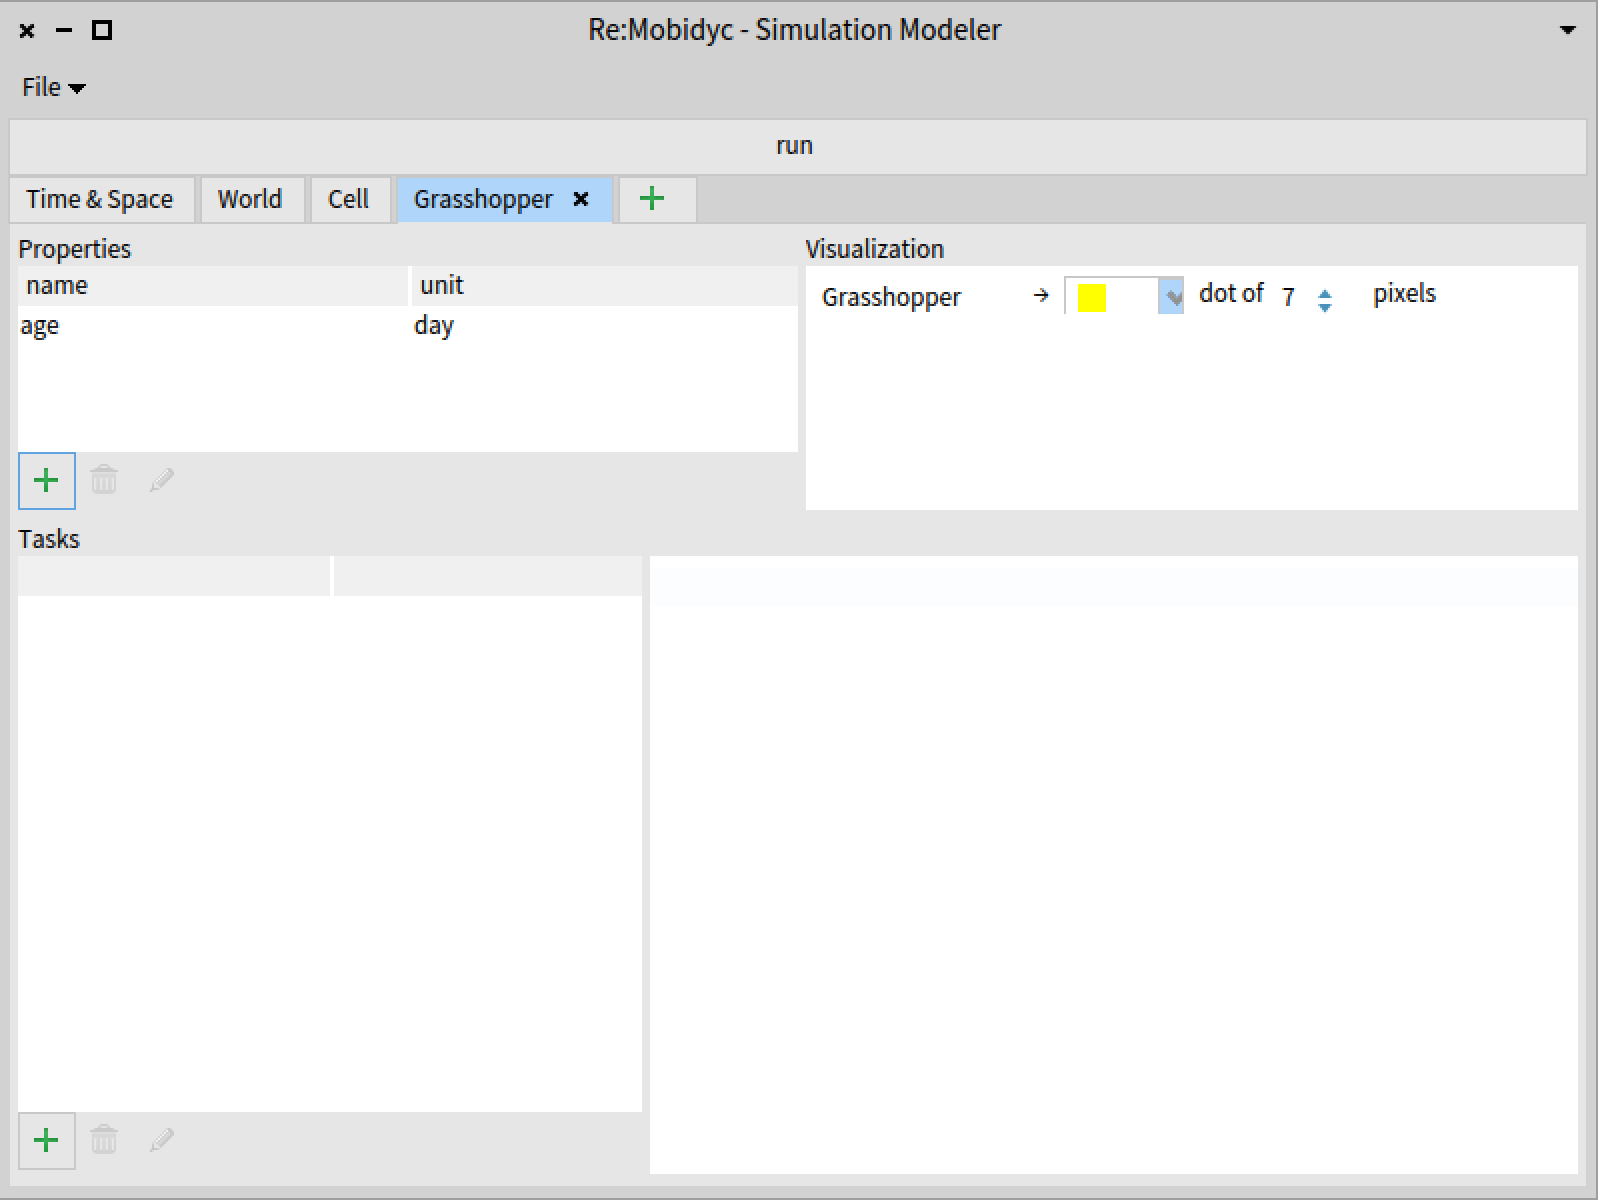 Re:Mobidyc - Simulation Modeler
File
run
Time & Space World Cell Grasshopper
Properties
name unit
age day
Visualization
Grasshopper → dot of 7 pixels
Tasks